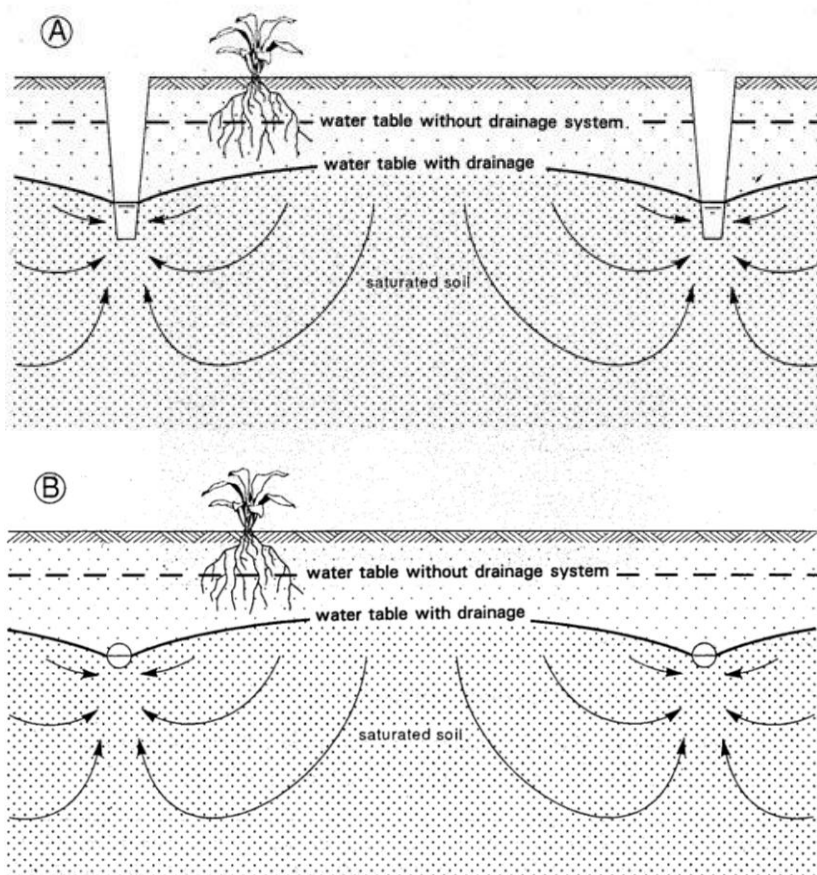 A
water table without drainage system.
water table with drainage
saturated soil
B
water table without drainage system
water table with drainage
saturated soil